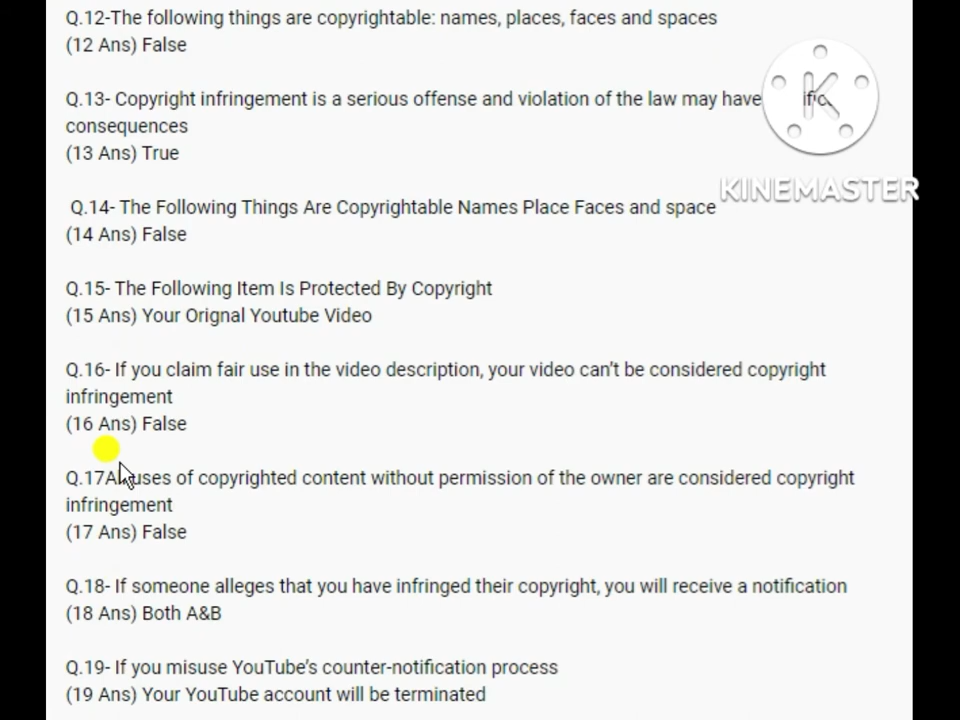 Q.12-The following things are copyrightable: names, places, faces and spaces
(12 Ans) False
Q.13- Copyright infringement is a serious offense and violation of the law may have
consequences
(13 Ans) True
K
KINEMASTER
Q.14- The Following Things Are Copyrightable Names Place Faces and space
(14 Ans) False
Q.15- The Following Item Is Protected By Copyright
(15 Ans) Your Orignal Youtube Video
Q.16- If you claim fair use in the video description, your video can't be considered copyright
infringement
(16 Ans) False
Q.17 uses of copyrighted content without permission of the owner are considered copyright
infringement
(17 Ans) False
Q.18- If someone alleges that you have infringed their copyright, you will receive a notification
(18 Ans) Both A&B
Q.19- If you misuse YouTube's counter-notification process
(19 Ans) Your YouTube account will be terminated